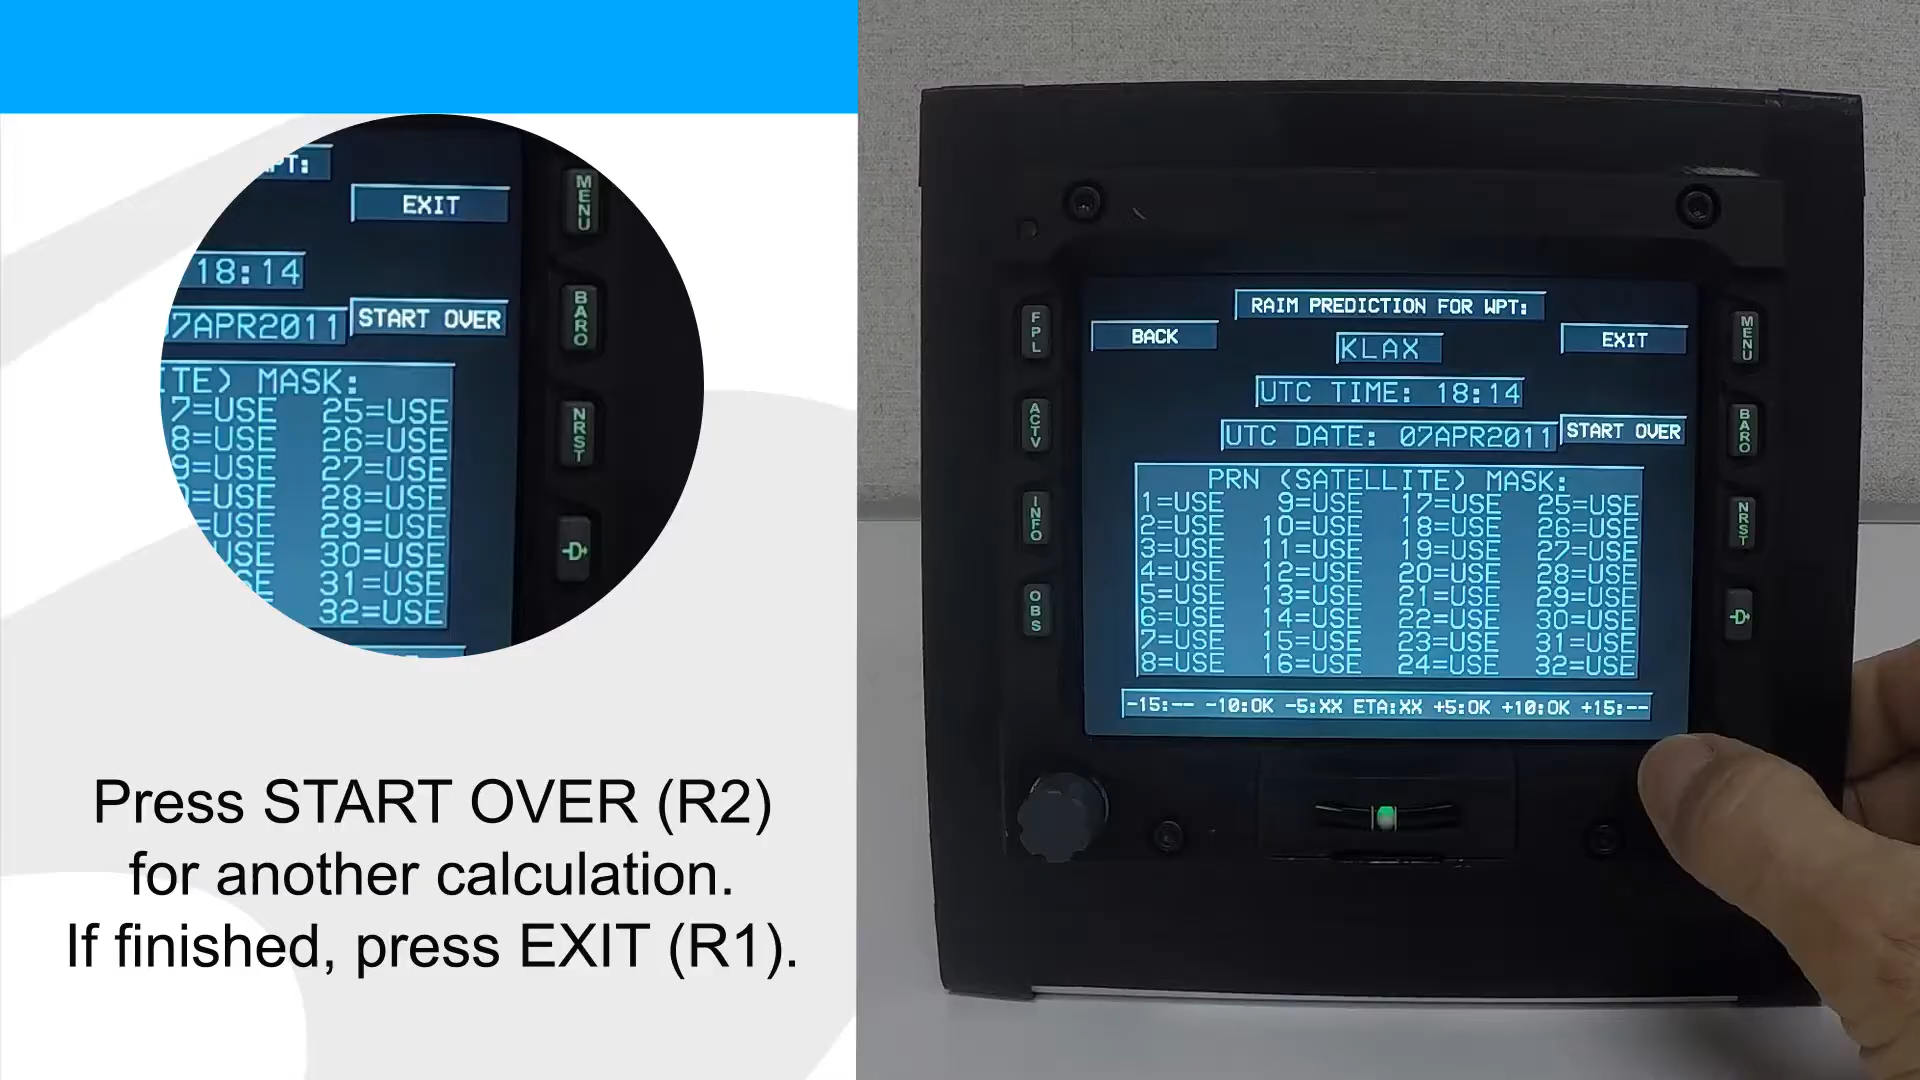 PT:
EXIT
18:14
07APR2011
START OVER
ITE) MASK:
7=USE 25=USE
8=USE 26=USE
9=USE 27=USE
=USE 28=USE
=USE 29=USE
USE 30=USE
SE 31=USE
32=USE
MENU
BARO
NRST
D
Press START OVER (R2)
for another calculation.
If finished, press EXIT (R1).
RAIM PREDICTION FOR WPT:
BACK
KLAX
EXIT
UTC TIME: 18:14
UTC DATE: 07APR2011
START OVER
PRN (SATELLITE) MASK:
1=USE 9=USE 17=USE 25=USE
2=USE 10=USE 18=USE 26=USE
3=USE 11=USE 19=USE 27=USE
4=USE 12=USE 20=USE 28=USE
5=USE 13=USE 21=USE 29=USE
6=USE 14=USE 22=USE 30=USE
7=USE 15=USE 23=USE 31=USE
8=USE 16=USE 24=USE 32=USE
-15:-- -10:OK -5:XX ETA:XX +5:OK +10:OK +15:--
FPL
ACTV
INFO
OBS
MENU
BARO
NRST
D